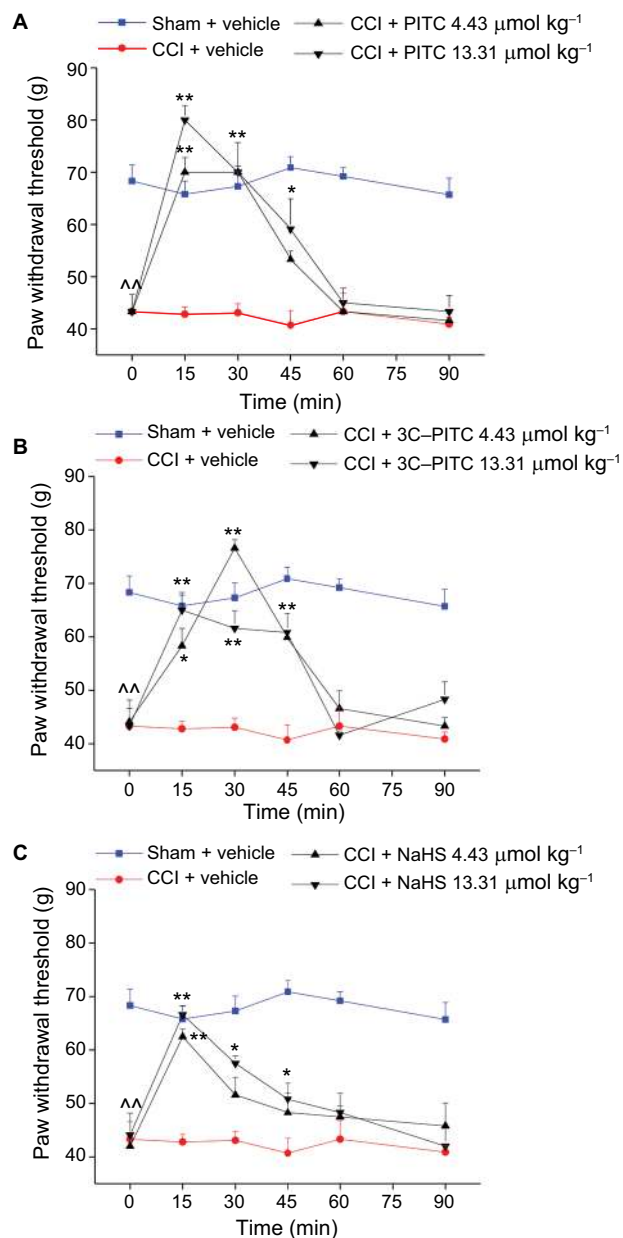 A
Sham + vehicle
CCI + vehicle
CCI + PITC 4.43 μmol kg⁻¹
CCI + PITC 13.31 μmol kg⁻¹
Paw withdrawal threshold (g)
90
80
70
60
50
40
**
**
**
*
^^
0 15 30 45 60 75 90
Time (min)
B
Sham + vehicle
CCI + vehicle
CCI + 3C–PITC 4.43 μmol kg⁻¹
CCI + 3C–PITC 13.31 μmol kg⁻¹
Paw withdrawal threshold (g)
90
80
70
60
50
40
**
**
**
*
**
^^
0 15 30 45 60 75 90
Time (min)
C
Sham + vehicle
CCI + vehicle
CCI + NaHS 4.43 μmol kg⁻¹
CCI + NaHS 13.31 μmol kg⁻¹
Paw withdrawal threshold (g)
90
80
70
60
50
40
**
**
*
*
^^
0 15 30 45 60 75 90
Time (min)